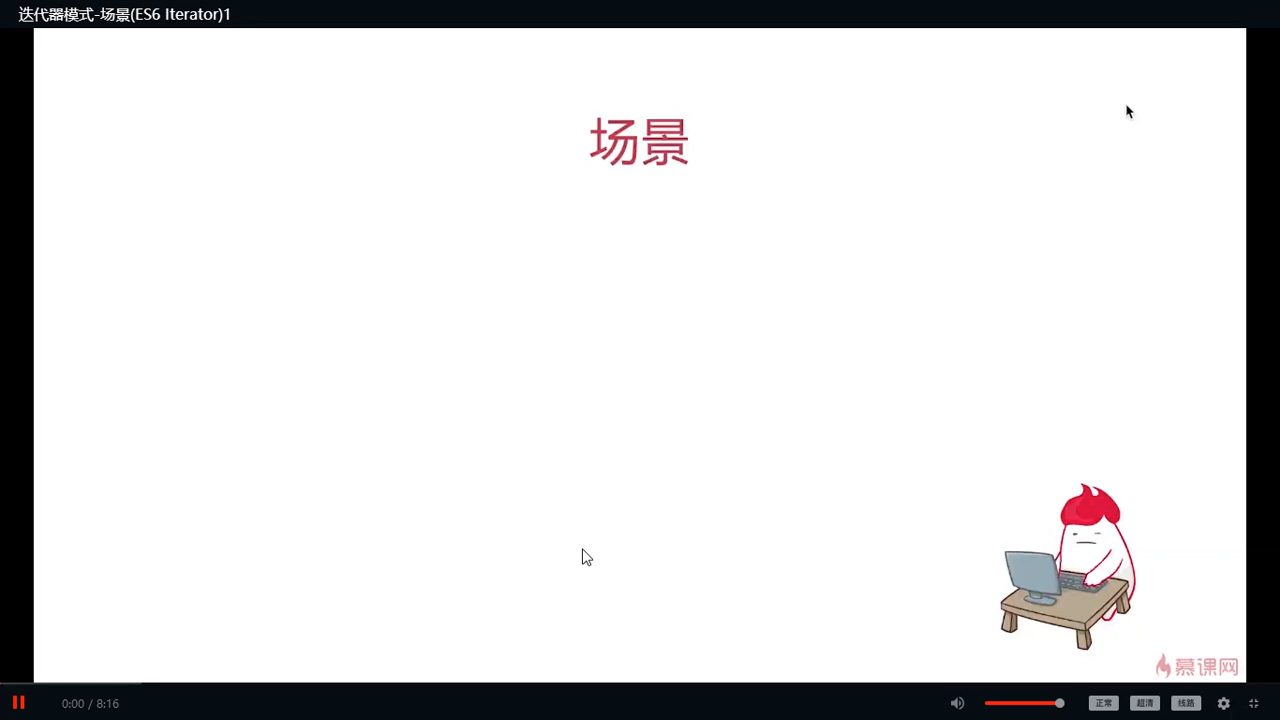 迭代器模式-场景(ES6 Iterator)1
场景
慕课网
0:00 / 8:16
正常
超清
线路